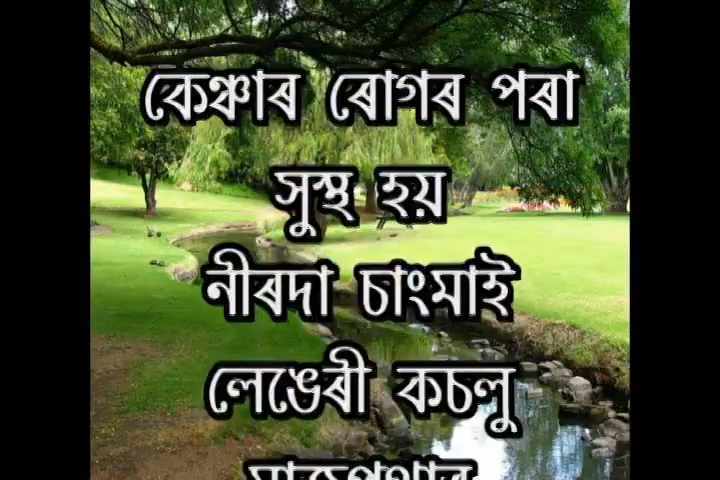 কেঞ্চাৰ ৰোগৰ পৰা
সুস্থ হয়
নীৰদা চাংমাই
লেঙেৰী কচলু